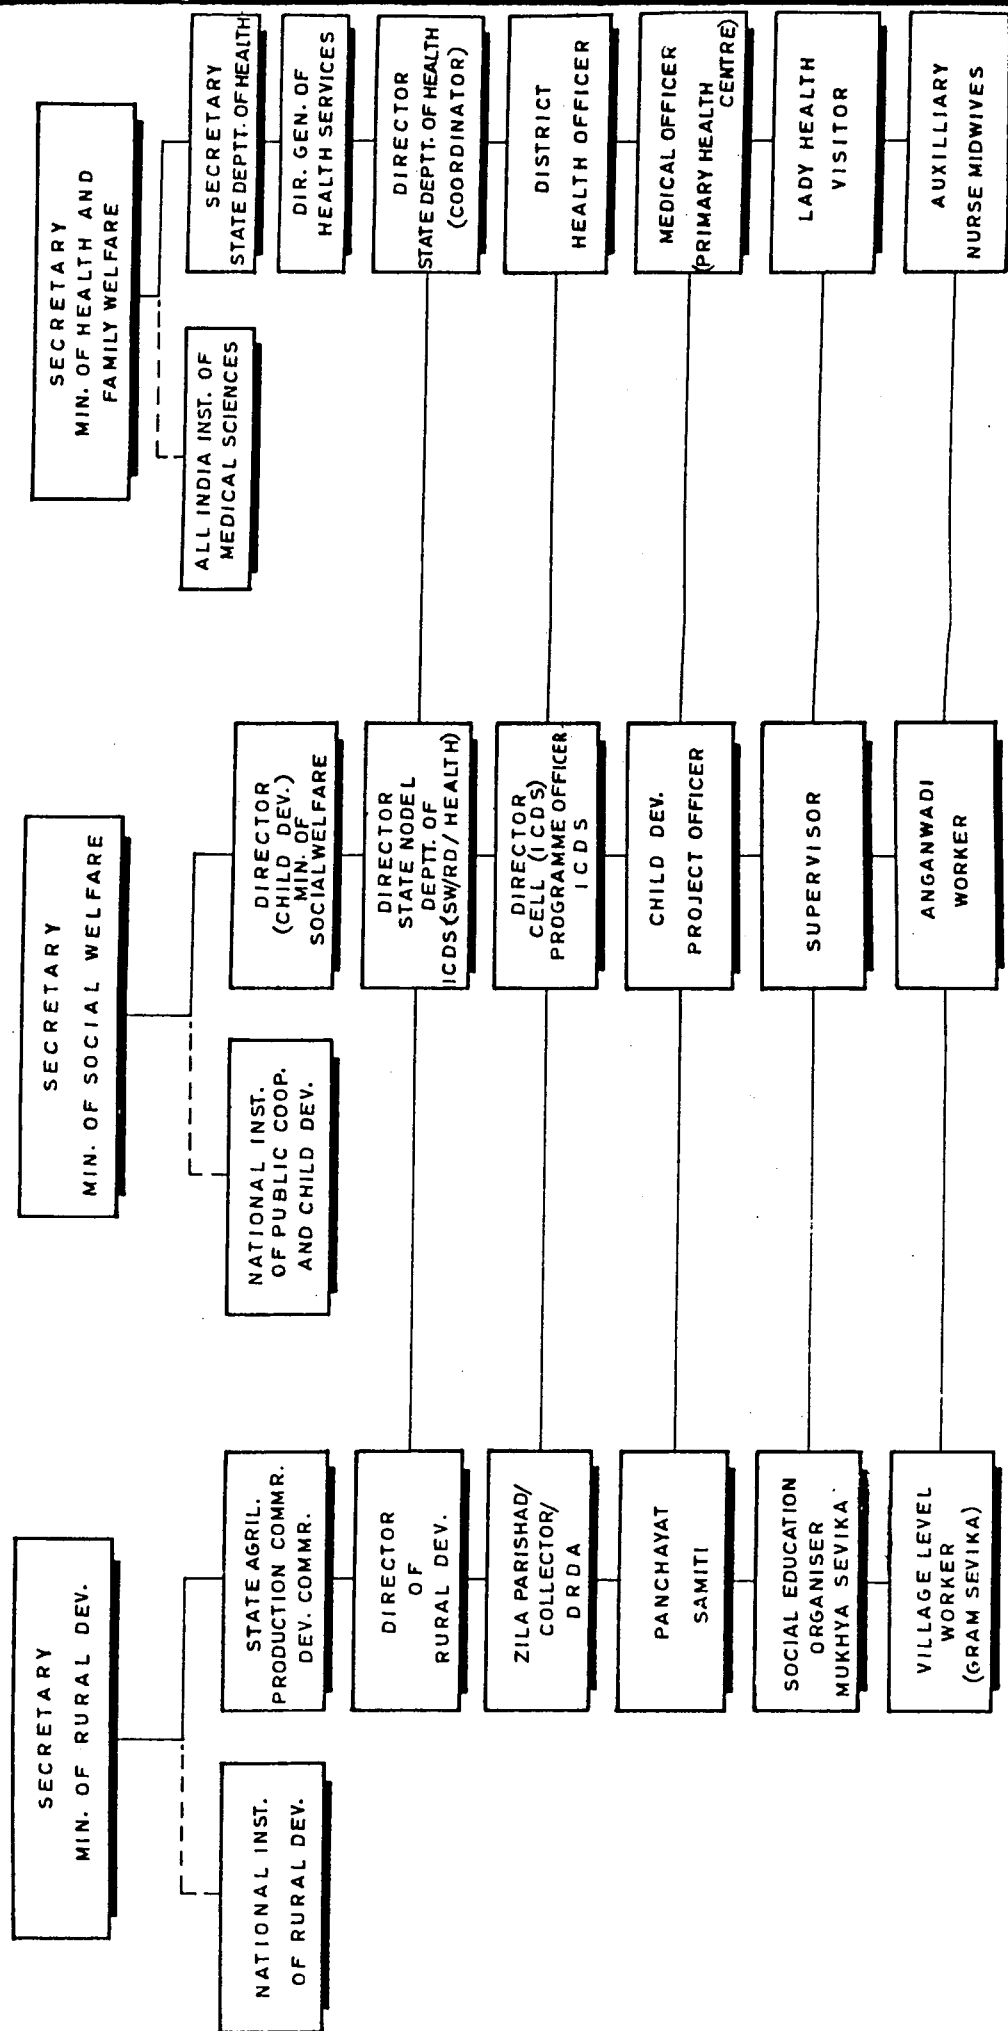 SECRETARY
MIN. OF RURAL DEV.
NATIONAL INST.
OF RURAL DEV.
STATE AGRIL.
PRODUCTION COMMR.
DEV. COMMR.
DIRECTOR
OF
RURAL DEV.
ZILA PARISHAD/
COLLECTOR/
DRDA
PANCHAYAT
SAMITI
SOCIAL EDUCATION
ORGANISER
MUKHYA SEVIKA
VILLAGE LEVEL
WORKER
(GRAM SEVIKA)
SECRETARY
MIN. OF SOCIAL WELFARE
NATIONAL INST.
OF PUBLIC COOP.
AND CHILD DEV.
DIRECTOR
(CHILD DEV.)
MIN. OF
SOCIAL WELFARE
DIRECTOR
STATE NODEL
DEPTT. OF
ICDS (SW/RD/HEALTH)
DIRECTOR
CELL (ICDS)
PROGRAMME OFFICER
ICDS
CHILD DEV.
PROJECT OFFICER
SUPERVISOR
ANGANWADI
WORKER
SECRETARY
MIN. OF HEALTH AND
FAMILY WELFARE
ALL INDIA INST. OF
MEDICAL SCIENCES
SECRETARY
STATE DEPTT. OF HEALTH
DIR. GEN. OF
HEALTH SERVICES
DIRECTOR
STATE DEPTT. OF HEALTH
(COORDINATOR)
DISTRICT
HEALTH OFFICER
MEDICAL OFFICER
(PRIMARY HEALTH
CENTRE)
LADY HEALTH
VISITOR
AUXILLIARY
NURSE MIDWIVES